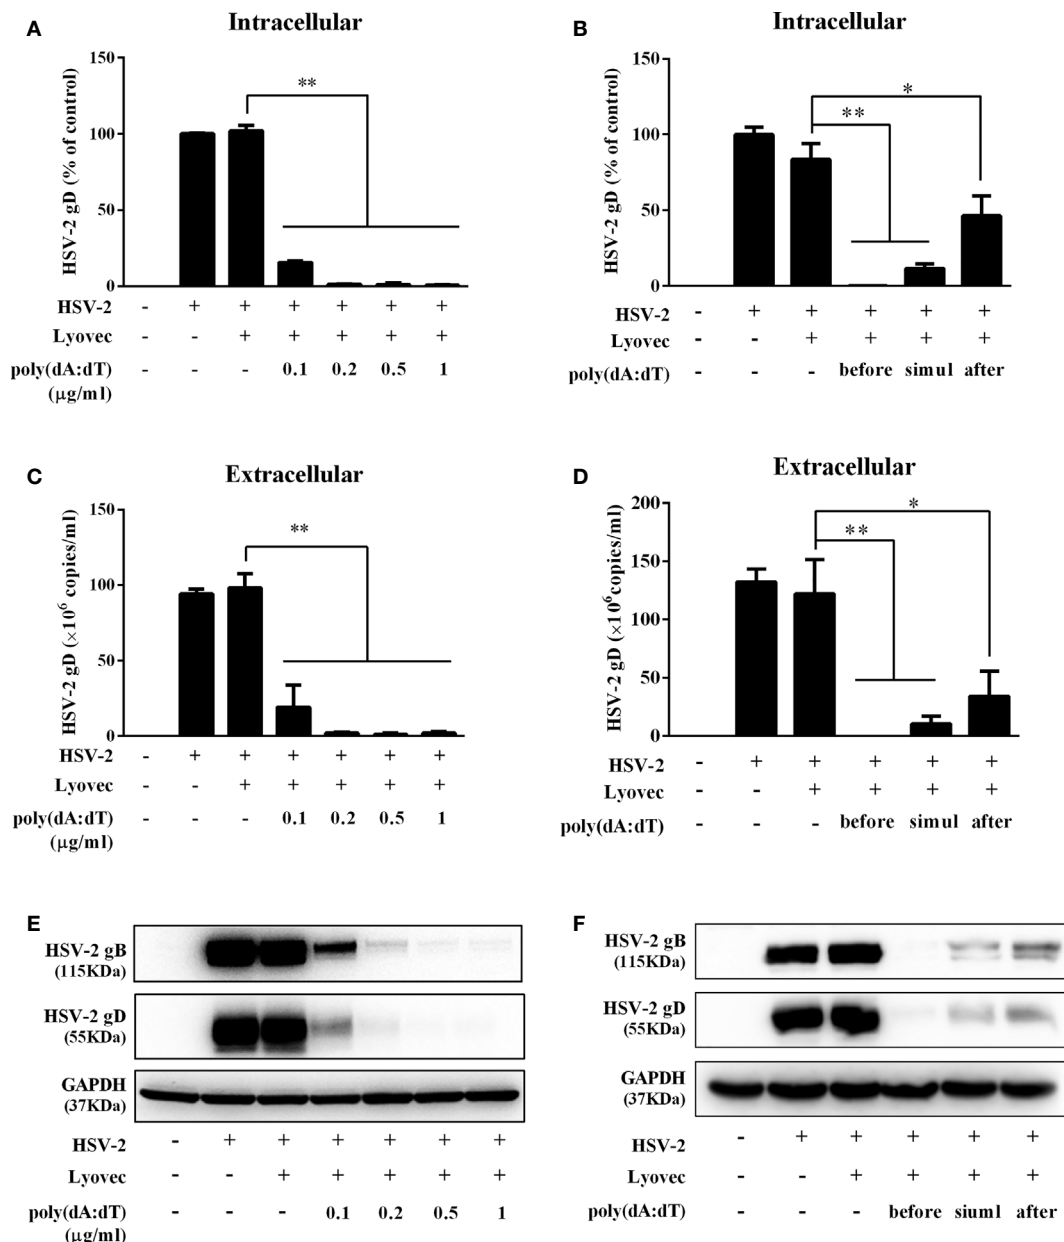 A
Intracellular
HSV-2 gD (% of control)
150
100
50
0
**
HSV-2 - + + + + + +
Lyovec - - + + + + +
poly(dA:dT) - - - 0.1 0.2 0.5 1
(μg/ml)
B
Intracellular
HSV-2 gD (% of control)
150
100
50
0
**
*
HSV-2 - + + + + +
Lyovec - - + + + +
poly(dA:dT) - - - before simul after
C
Extracellular
HSV-2 gD (×10⁶ copies/ml)
150
100
50
0
**
HSV-2 - + + + + + +
Lyovec - - + + + + +
poly(dA:dT) - - - 0.1 0.2 0.5 1
(μg/ml)
D
Extracellular
HSV-2 gD (×10⁶ copies/ml)
200
150
100
50
0
**
*
HSV-2 - + + + + +
Lyovec - - + + + +
poly(dA:dT) - - - before simul after
E
HSV-2 gB
(115KDa)
HSV-2 gD
(55KDa)
GAPDH
(37KDa)
HSV-2 - + + + + + +
Lyovec - - + + + + +
poly(dA:dT) - - - 0.1 0.2 0.5 1
(μg/ml)
F
HSV-2 gB
(115KDa)
HSV-2 gD
(55KDa)
GAPDH
(37KDa)
HSV-2 - + + + + +
Lyovec - - + + + +
poly(dA:dT) - - - before siuml after